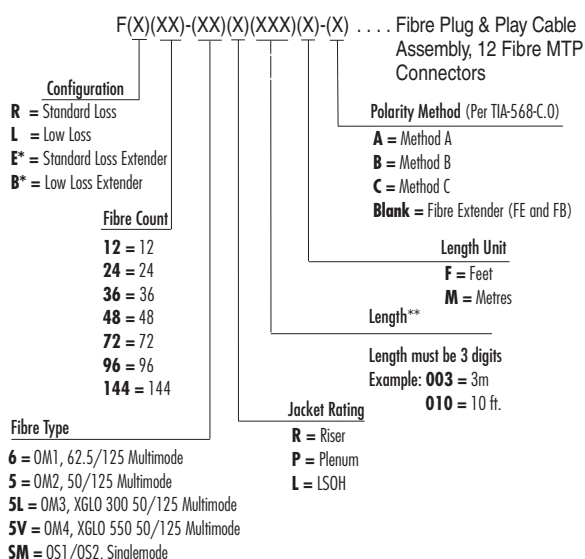 F(X)(XX)-(XX)(X)(XXX)(X)-(X) . . . . Fibre Plug & Play Cable
Assembly, 12 Fibre MTP
Connectors
Configuration
R = Standard Loss
L = Low Loss
E* = Standard Loss Extender
B* = Low Loss Extender
Polarity Method (Per TIA-568-C.0)
A = Method A
B = Method B
C = Method C
Blank = Fibre Extender (FE and FB)
Fibre Count
12 = 12
24 = 24
36 = 36
48 = 48
72 = 72
96 = 96
144 = 144
Length Unit
F = Feet
M = Metres
Length**
Length must be 3 digits
Example: 003 = 3m
010 = 10 ft.
Jacket Rating
R = Riser
P = Plenum
L = LSOH
Fibre Type
6 = OM1, 62.5/125 Multimode
5 = OM2, 50/125 Multimode
5L = OM3, XGLO 300 50/125 Multimode
5V = OM4, XGLO 550 50/125 Multimode
SM = OS1/OS2, Singlemode